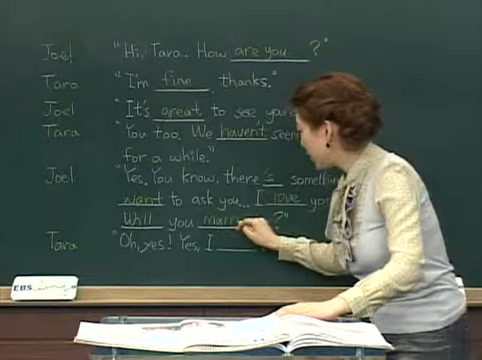 Joel "Hi, Tara. How are you ?"
Tara "I'm fine, thanks."
Joel "It's great to see you
Tara "You too. We haven't seen
for a while."
Joel "Yes. You know, there's somethin
want to ask you... I love you
Will you marry ?"
Tara "Oh, yes! Yes, I
EBS